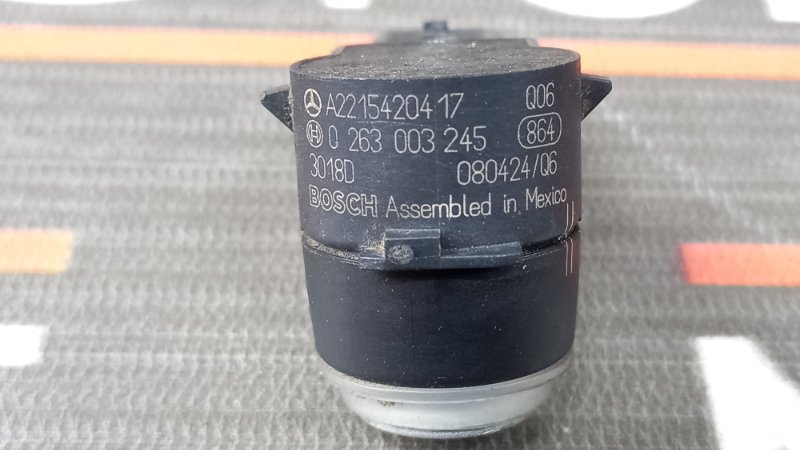 A2215420417 Q06
0 263 003 245 864
3018D 080424/Q6
BOSCH Assembled in Mexico